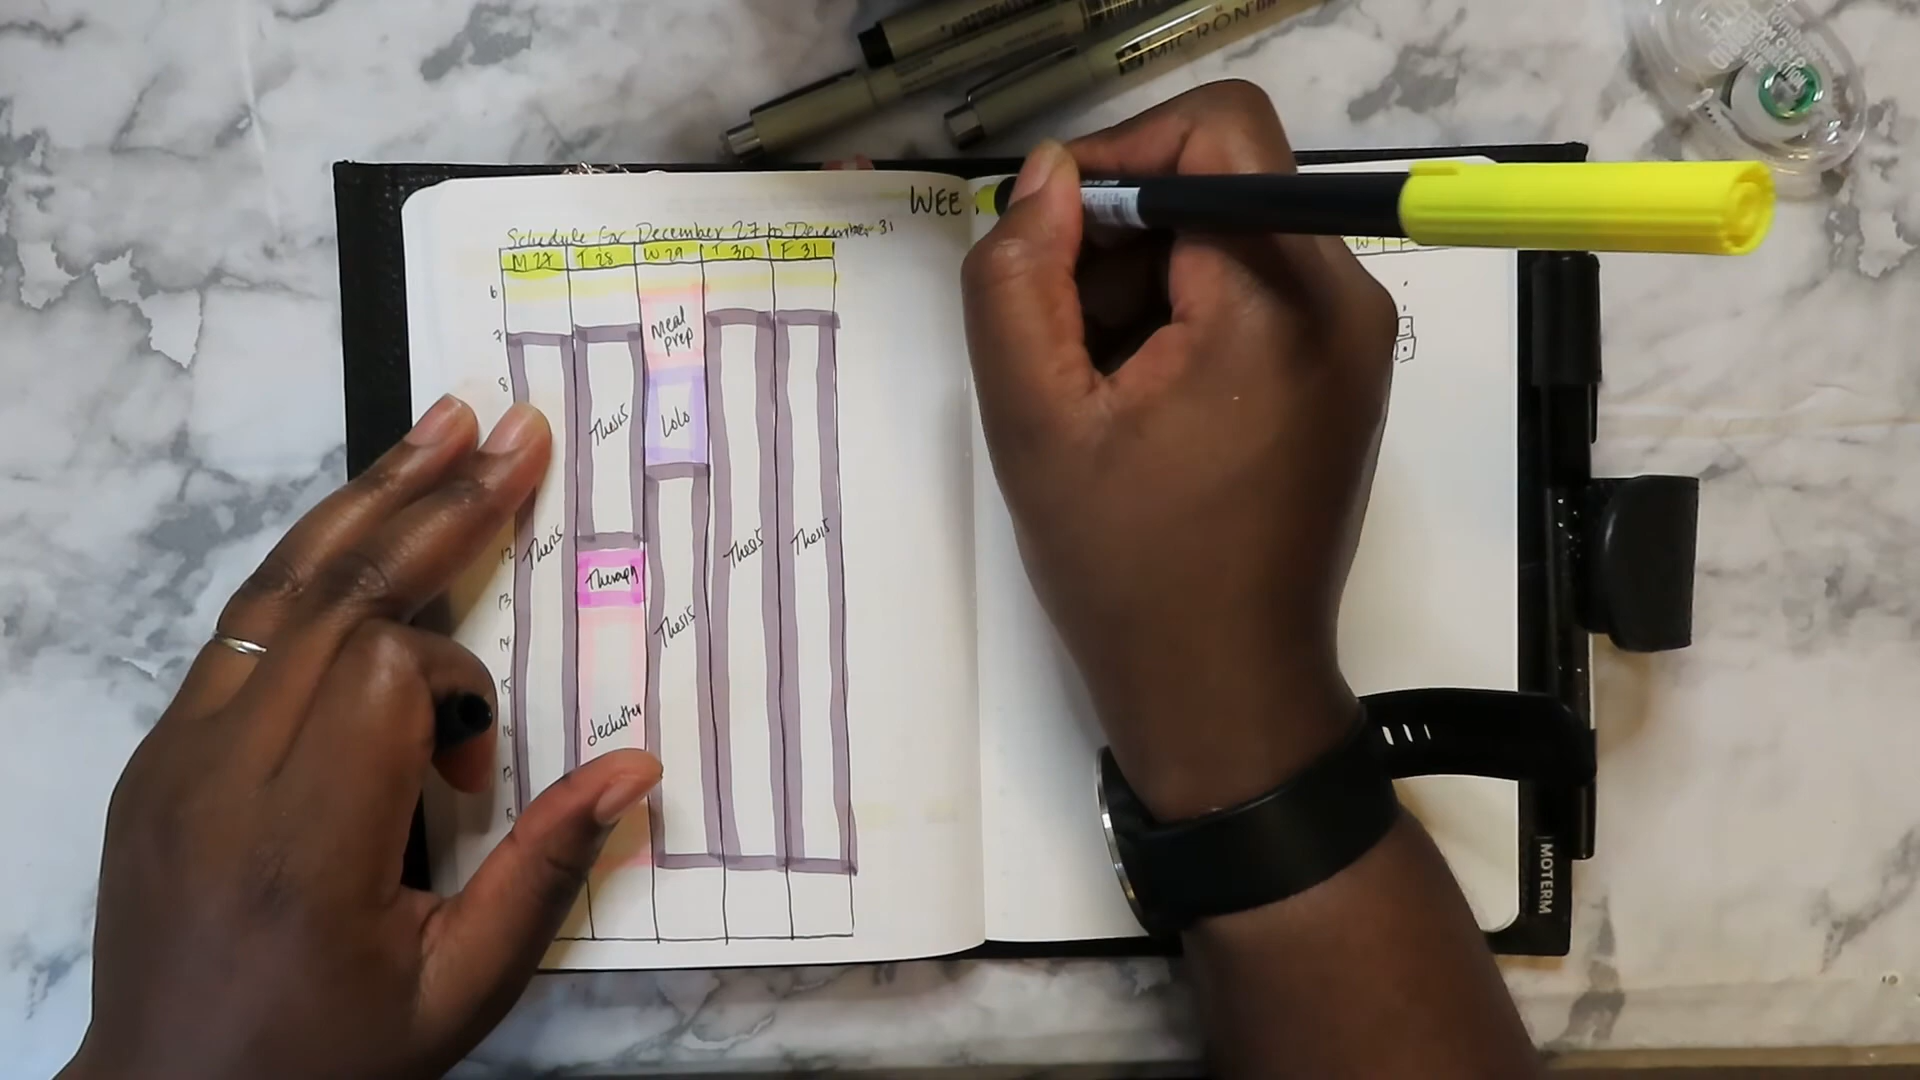 MICRON
WEE
Schedule for December 27 to December 31
M 27 T 28 W 29 T 30 F 31
W T F
6
Meal
prep
7
8
Thesis
Lolo
12
Thesis
Thesis
Thesis
Therapy
13
Thesis
14
15
declutter
16
17
MOTERM